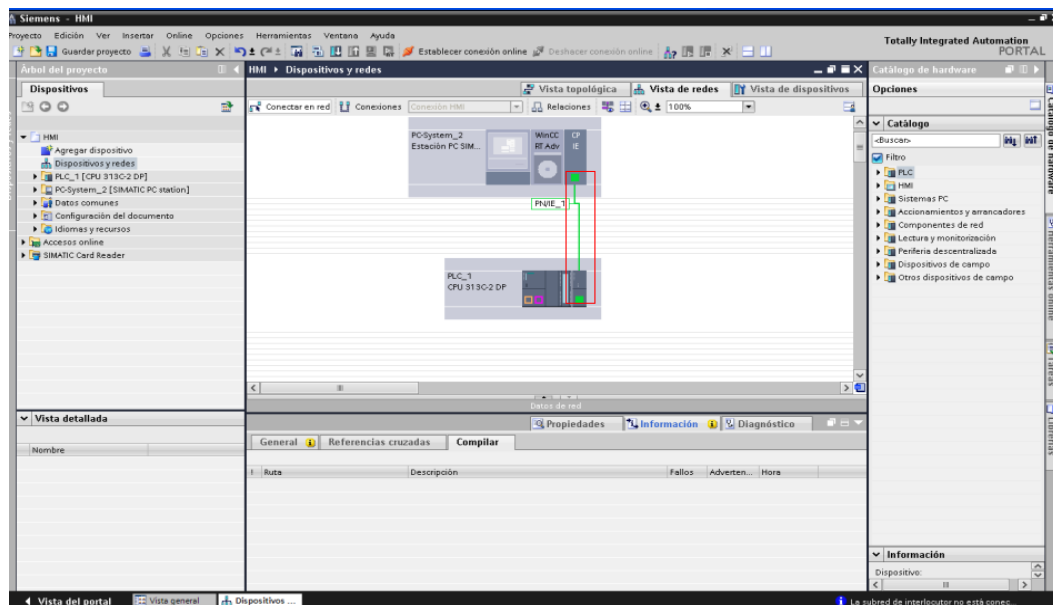 Siemens - HMI
Proyecto Edición Ver Insertar Online Opciones Herramientas Ventana Ayuda
Guardar proyecto
Establecer conexión online
Deshacer conexión online
Totally Integrated Automation
PORTAL
Árbol del proyecto
HMI ▸ Dispositivos y redes
Catálogo de hardware
Dispositivos
Vista topológica
Vista de redes
Vista de dispositivos
Opciones
Conectar en red
Conexiones
Conexión HMI
Relaciones
100%
HMI
Agregar dispositivo
Dispositivos y redes
PLC_1 [CPU 313C-2 DP]
PC-System_2 [SIMATIC PC station]
Datos comunes
Configuración del documento
Idiomas y recursos
Accesos online
SIMATIC Card Reader
PC-System_2
Estación PC SIM...
WinCC
RT Adv
CP
IE
PN/IE_1
PLC_1
CPU 313C-2 DP
Catálogo
<Buscar>
Filtro
PLC
HMI
Sistemas PC
Accionamientos y arrancadores
Componentes de red
Lectura y monitorización
Periferia descentralizada
Dispositivos de campo
Otros dispositivos de campo
Catálogo de hardware
Herramientas online
Tareas
Librerías
Datos de red
Vista detallada
Nombre
Propiedades
Información
Diagnóstico
General
Referencias cruzadas
Compilar
! Ruta Descripción Fallos Adverten... Hora
Información
Dispositivo:
Vista del portal
Vista general
Dispositivos ...
La subred de interlocutor no está conec...